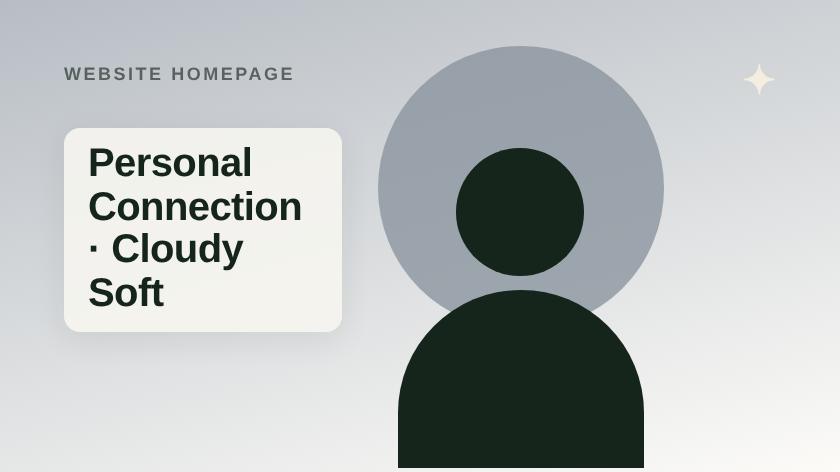 WEBSITE HOMEPAGE
Personal
Connection
· Cloudy
Soft